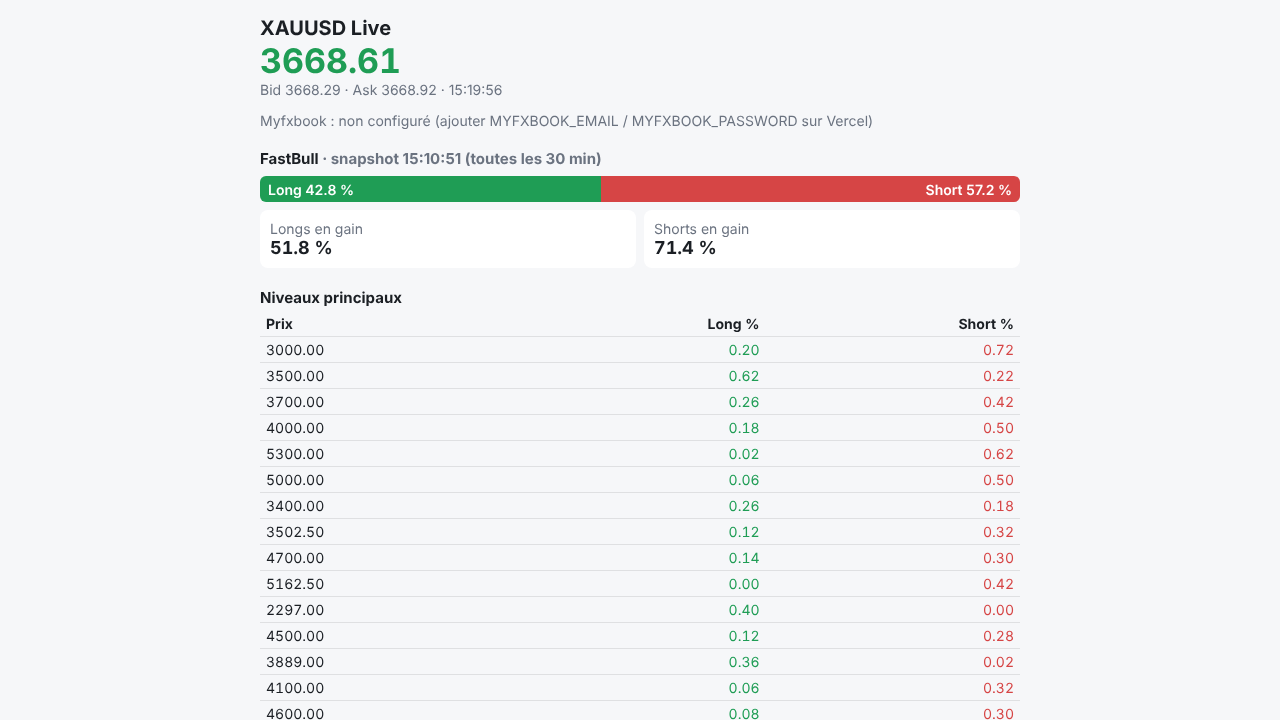 XAUUSD Live
3668.61
Bid 3668.29 · Ask 3668.92 · 15:19:56
Myfxbook : non configuré (ajouter MYFXBOOK_EMAIL / MYFXBOOK_PASSWORD sur Vercel)
FastBull · snapshot 15:10:51 (toutes les 30 min)
Long 42.8 % Short 57.2 %
Longs en gain Shorts en gain
51.8 % 71.4 %
Niveaux principaux
Prix Long % Short %
3000.00 0.20 0.72
3500.00 0.62 0.22
3700.00 0.26 0.42
4000.00 0.18 0.50
5300.00 0.02 0.62
5000.00 0.06 0.50
3400.00 0.26 0.18
3502.50 0.12 0.32
4700.00 0.14 0.30
5162.50 0.00 0.42
2297.00 0.40 0.00
4500.00 0.12 0.28
3889.00 0.36 0.02
4100.00 0.06 0.32
4600.00 0.08 0.30